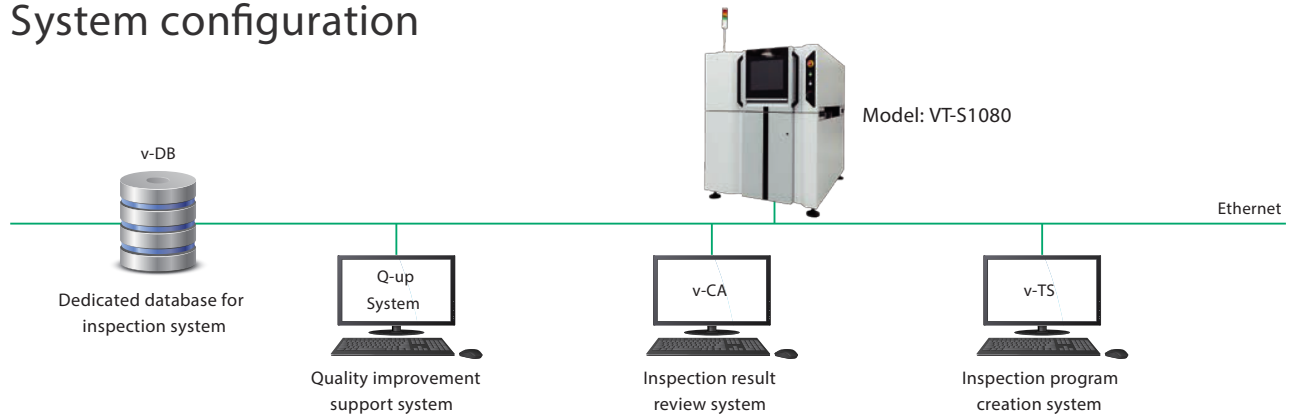 System configuration
Model: VT-S1080
v-DB
Ethernet
Dedicated database for
inspection system
Q-up
System
Quality improvement
support system
v-CA
Inspection result
review system
v-TS
Inspection program
creation system